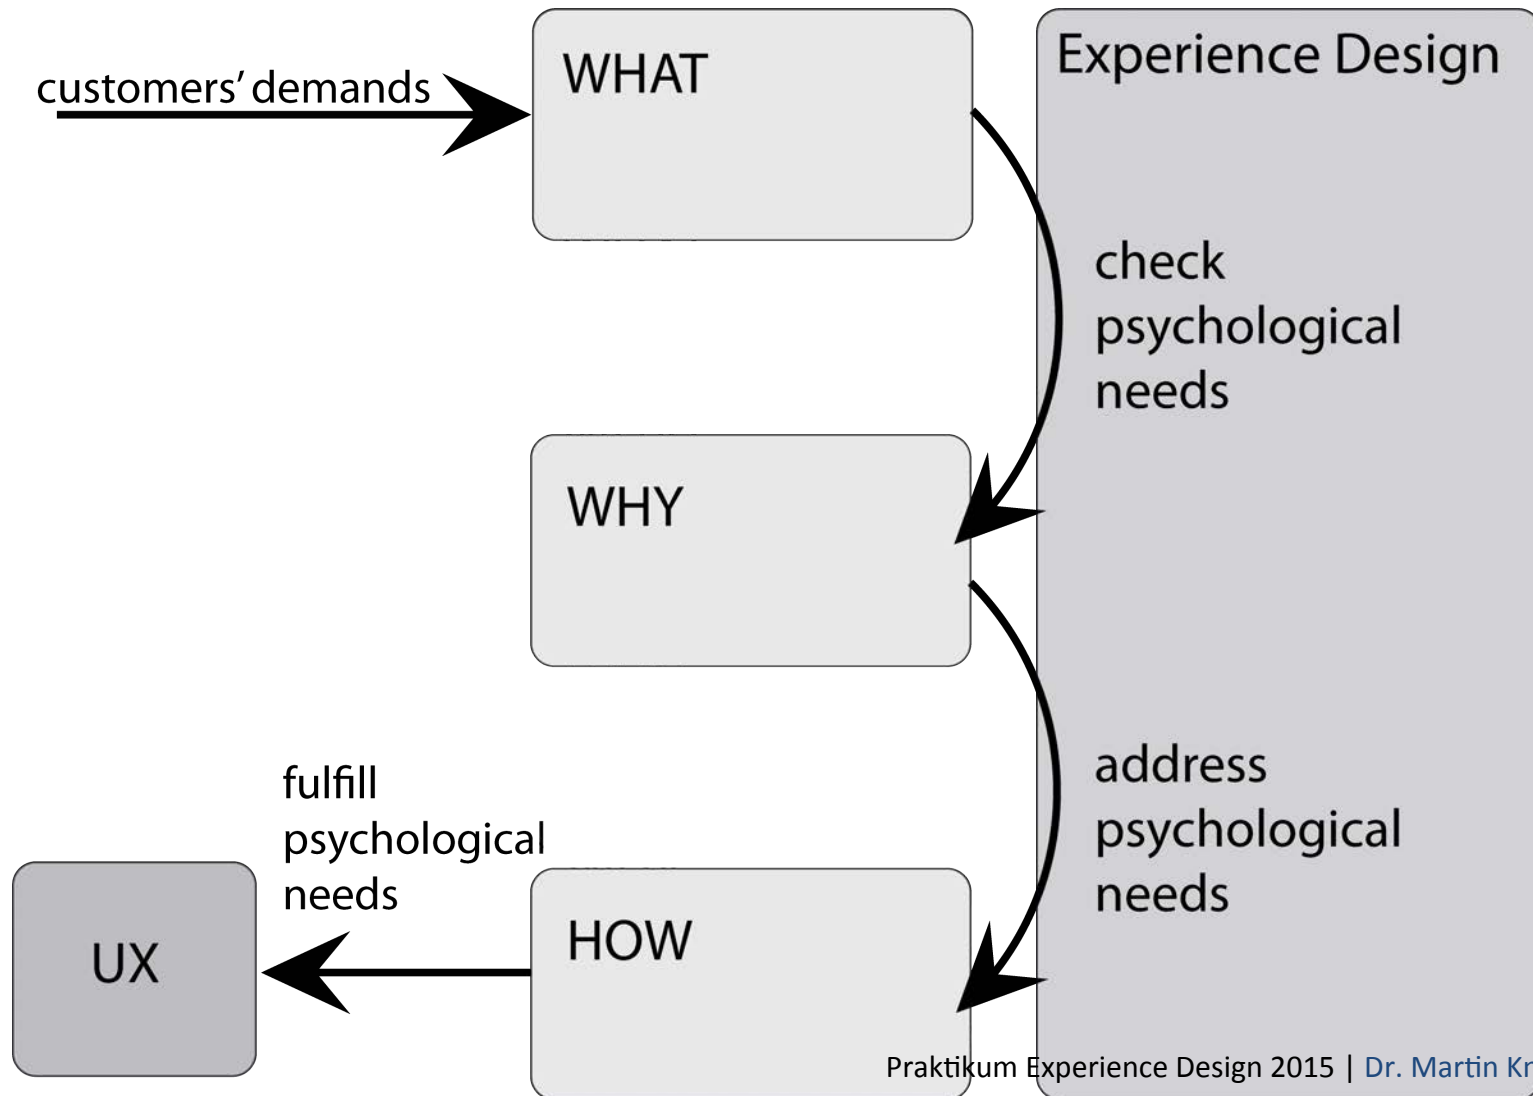 customers' demands
WHAT
Experience Design
check
psychological
needs
WHY
address
psychological
needs
fulfill
psychological
needs
UX
HOW
Praktikum Experience Design 2015 | Dr. Martin